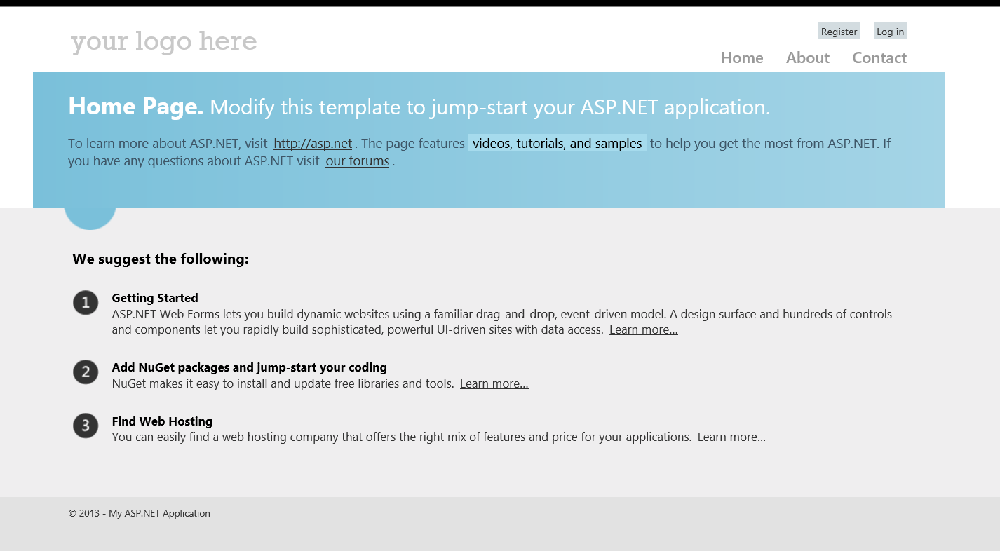 your logo here
Register Log in
Home About Contact
Home Page. Modify this template to jump-start your ASP.NET application.
To learn more about ASP.NET, visit http://asp.net . The page features videos, tutorials, and samples to help you get the most from ASP.NET. If
you have any questions about ASP.NET visit our forums .
We suggest the following:
1 Getting Started
ASP.NET Web Forms lets you build dynamic websites using a familiar drag-and-drop, event-driven model. A design surface and hundreds of controls
and components let you rapidly build sophisticated, powerful UI-driven sites with data access. Learn more...
2 Add NuGet packages and jump-start your coding
NuGet makes it easy to install and update free libraries and tools. Learn more...
3 Find Web Hosting
You can easily find a web hosting company that offers the right mix of features and price for your applications. Learn more...
© 2013 - My ASP.NET Application